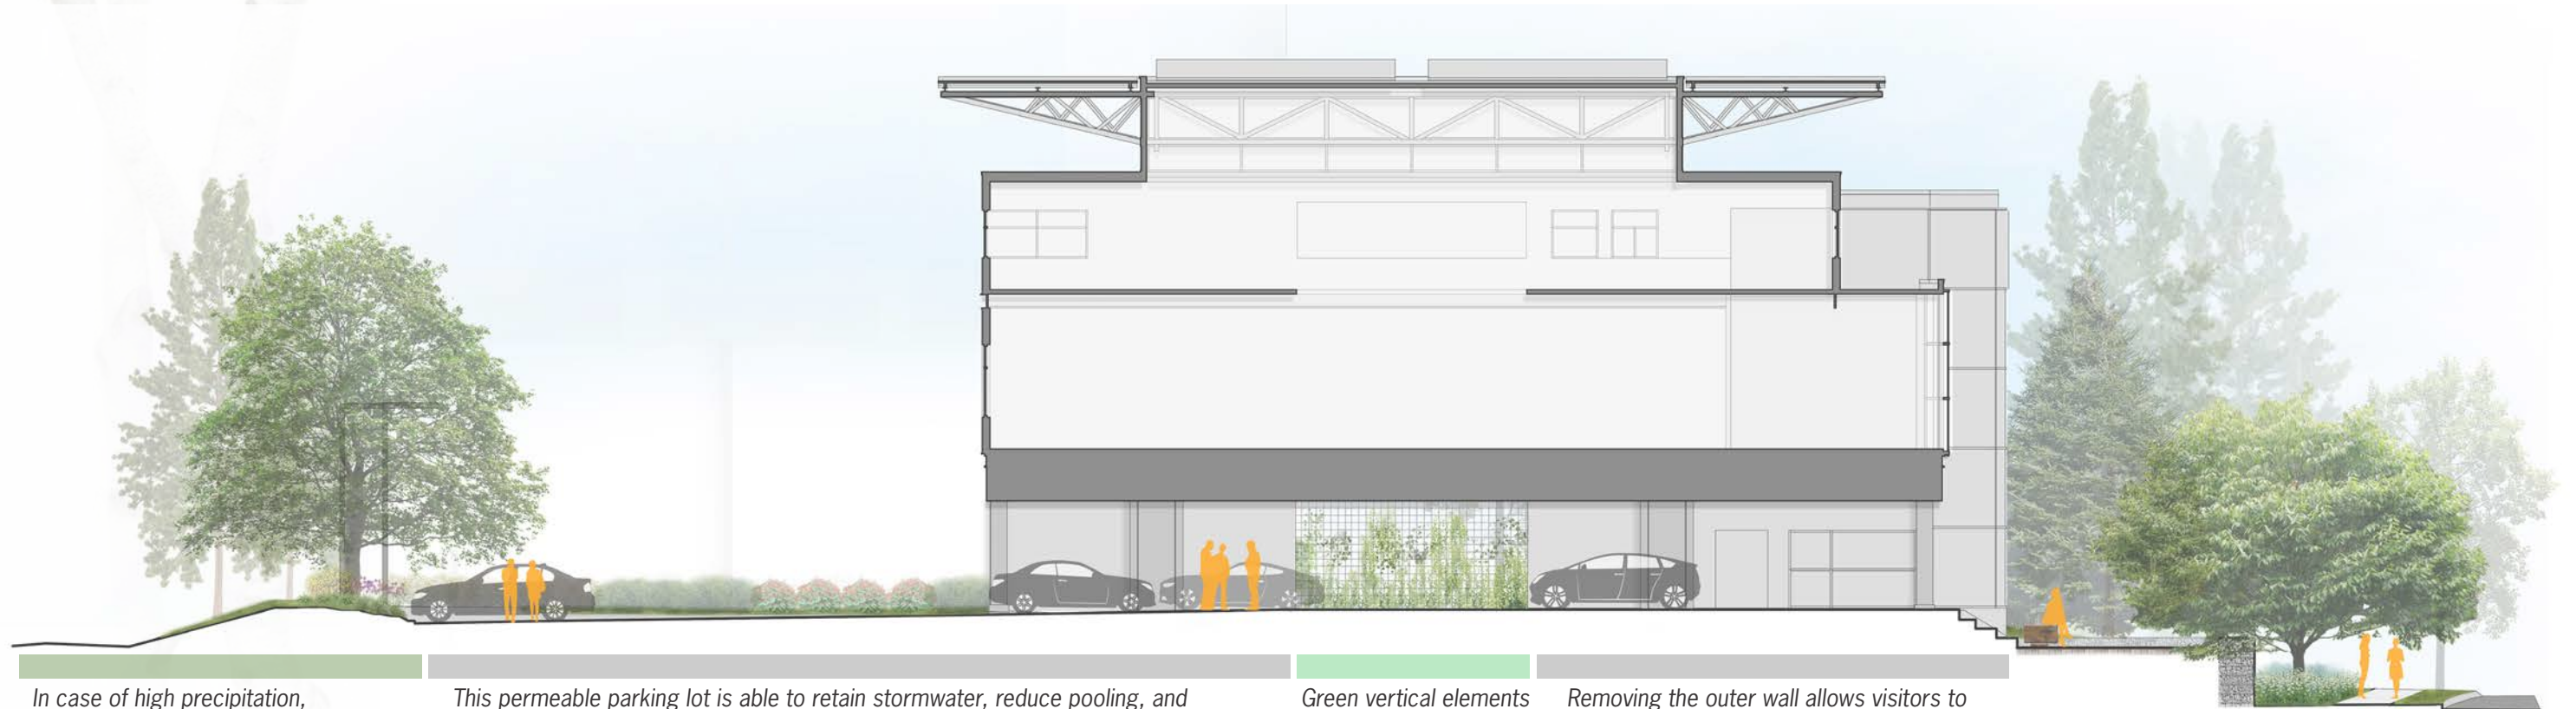 In case of high precipitation,
This permeable parking lot is able to retain stormwater, reduce pooling, and
Green vertical elements
Removing the outer wall allows visitors to